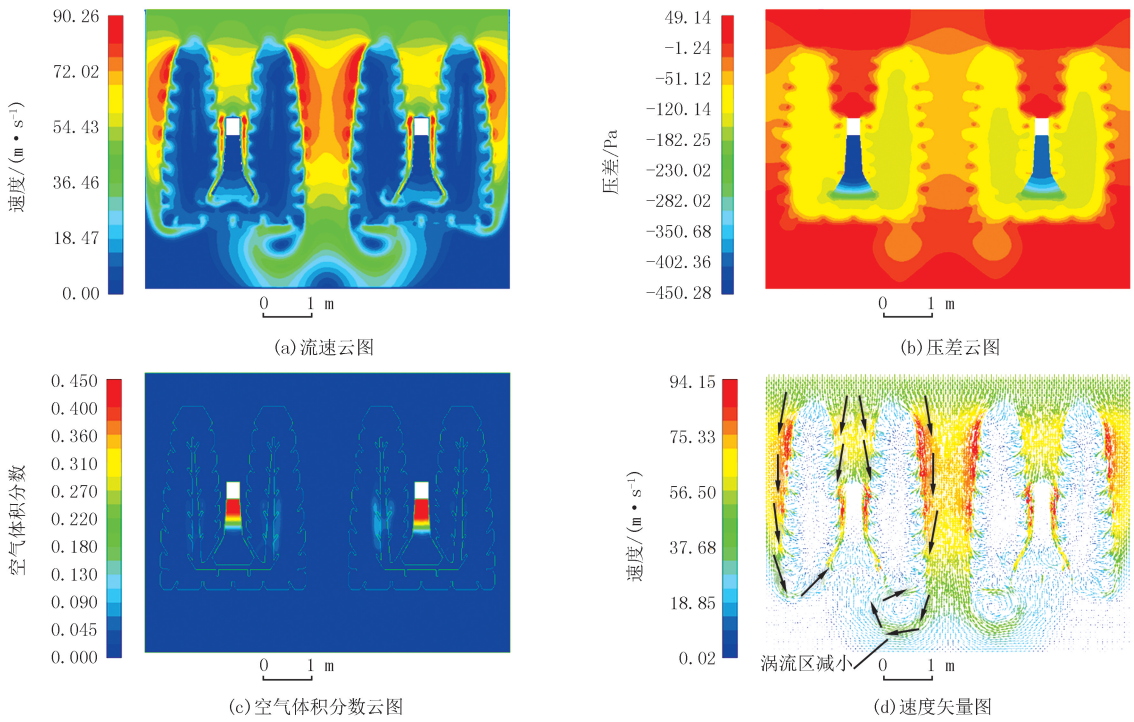 90.26
72.02
54.43
36.46
18.47
0.00
速度/(m·s⁻¹)
0 1 m
(a)流速云图
49.14
-1.24
-51.12
-120.14
-182.25
-230.02
-282.02
-350.68
-402.36
-450.28
压差/Pa
0 1 m
(b)压差云图
0.450
0.400
0.360
0.310
0.270
0.220
0.180
0.130
0.090
0.045
0.000
空气体积分数
0 1 m
(c)空气体积分数云图
94.15
75.33
56.50
37.68
18.85
0.02
速度/(m·s⁻¹)
涡流区减小
0 1 m
(d)速度矢量图